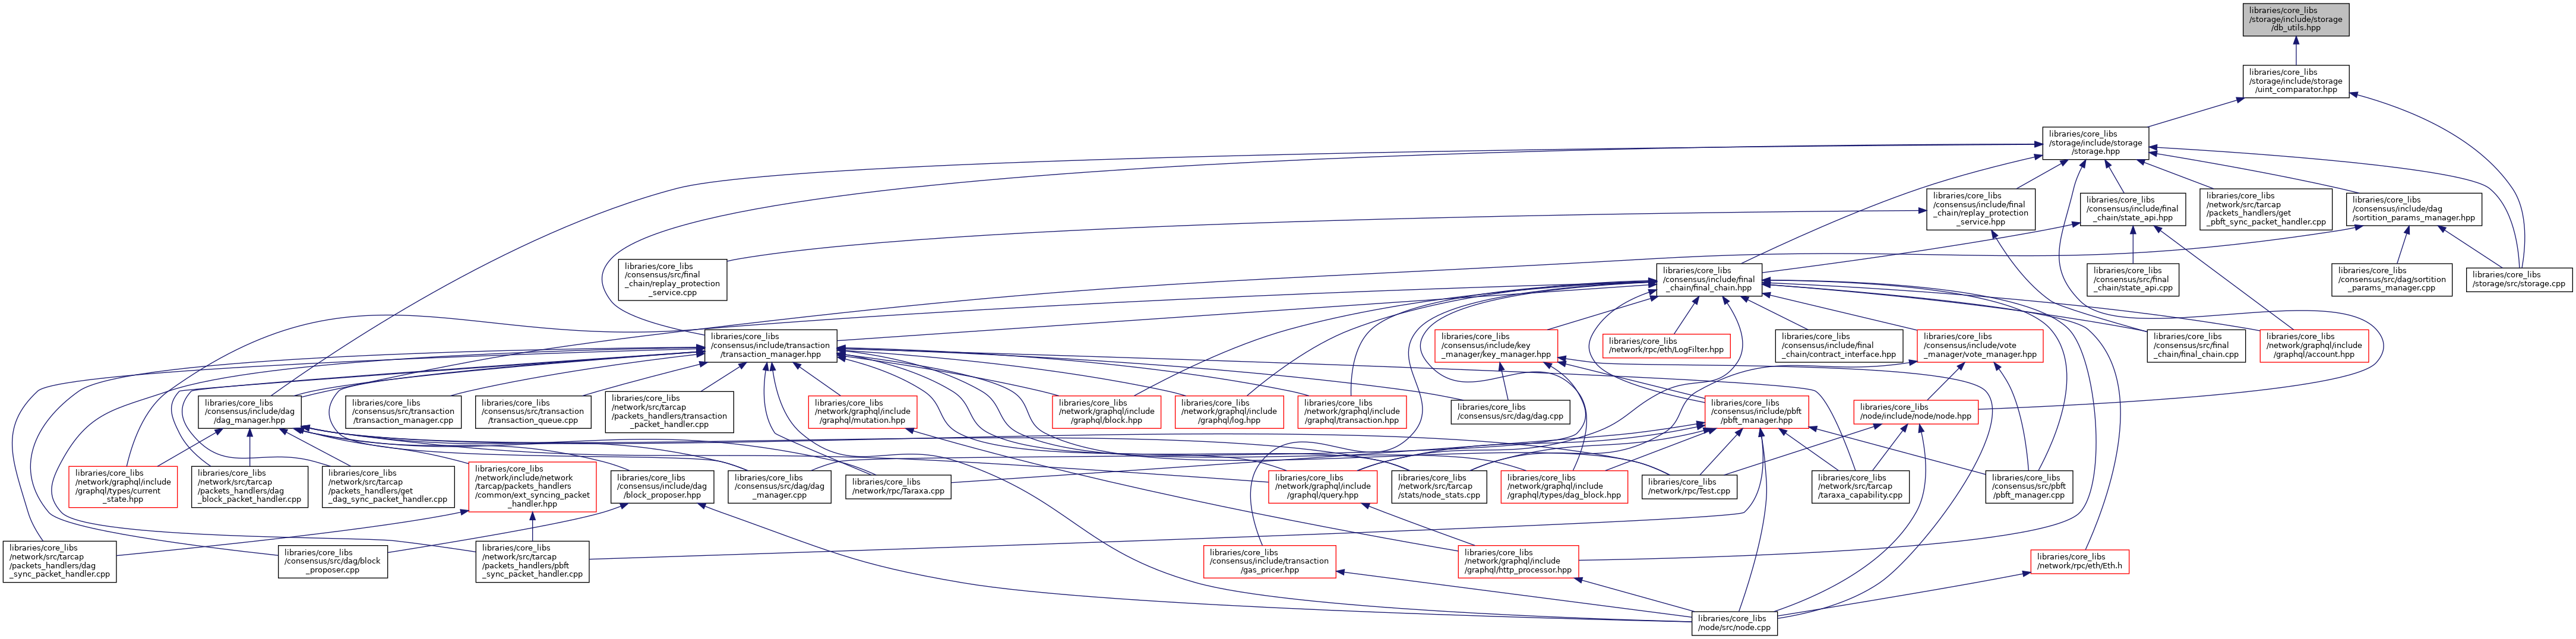 libraries/core_libs
/storage/include/storage
/db_utils.hpp
libraries/core_libs
/storage/include/storage
/uint_comparator.hpp
libraries/core_libs
/storage/include/storage
/storage.hpp
libraries/core_libs
/consensus/include/final
_chain/replay_protection
_service.hpp
libraries/core_libs
/consensus/include/final
_chain/state_api.hpp
libraries/core_libs
/network/src/tarcap
/packets_handlers/get
_pbft_sync_packet_handler.cpp
libraries/core_libs
/consensus/include/dag
/sortition_params_manager.hpp
libraries/core_libs
/consensus/src/final
_chain/replay_protection
_service.cpp
libraries/core_libs
/consensus/include/final
_chain/final_chain.hpp
libraries/core_libs
/consensus/src/final
_chain/state_api.cpp
libraries/core_libs
/consensus/src/dag/sortition
_params_manager.cpp
libraries/core_libs
/storage/src/storage.cpp
libraries/core_libs
/consensus/include/transaction
/transaction_manager.hpp
libraries/core_libs
/consensus/include/key
_manager/key_manager.hpp
libraries/core_libs
/network/rpc/eth/LogFilter.hpp
libraries/core_libs
/consensus/include/final
_chain/contract_interface.hpp
libraries/core_libs
/consensus/include/vote
_manager/vote_manager.hpp
libraries/core_libs
/consensus/src/final
_chain/final_chain.cpp
libraries/core_libs
/network/graphql/include
/graphql/account.hpp
libraries/core_libs
/consensus/include/dag
/dag_manager.hpp
libraries/core_libs
/consensus/src/transaction
/transaction_manager.cpp
libraries/core_libs
/consensus/src/transaction
/transaction_queue.cpp
libraries/core_libs
/network/src/tarcap
/packets_handlers/transaction
_packet_handler.cpp
libraries/core_libs
/network/graphql/include
/graphql/mutation.hpp
libraries/core_libs
/network/graphql/include
/graphql/block.hpp
libraries/core_libs
/network/graphql/include
/graphql/log.hpp
libraries/core_libs
/network/graphql/include
/graphql/transaction.hpp
libraries/core_libs
/consensus/src/dag/dag.cpp
libraries/core_libs
/consensus/include/pbft
/pbft_manager.hpp
libraries/core_libs
/node/include/node/node.hpp
libraries/core_libs
/network/graphql/include
/graphql/types/current
_state.hpp
libraries/core_libs
/network/src/tarcap
/packets_handlers/dag
_block_packet_handler.cpp
libraries/core_libs
/network/src/tarcap
/packets_handlers/get
_dag_sync_packet_handler.cpp
libraries/core_libs
/network/include/network
/tarcap/packets_handlers
/common/ext_syncing_packet
_handler.hpp
libraries/core_libs
/consensus/include/dag
/block_proposer.hpp
libraries/core_libs
/consensus/src/dag/dag
_manager.cpp
libraries/core_libs
/network/rpc/Taraxa.cpp
libraries/core_libs
/network/graphql/include
/graphql/query.hpp
libraries/core_libs
/network/src/tarcap
/stats/node_stats.cpp
libraries/core_libs
/network/graphql/include
/graphql/types/dag_block.hpp
libraries/core_libs
/network/rpc/Test.cpp
libraries/core_libs
/network/src/tarcap
/taraxa_capability.cpp
libraries/core_libs
/consensus/src/pbft
/pbft_manager.cpp
libraries/core_libs
/network/src/tarcap
/packets_handlers/dag
_sync_packet_handler.cpp
libraries/core_libs
/consensus/src/dag/block
_proposer.cpp
libraries/core_libs
/network/src/tarcap
/packets_handlers/pbft
_sync_packet_handler.cpp
libraries/core_libs
/consensus/include/transaction
/gas_pricer.hpp
libraries/core_libs
/network/graphql/include
/graphql/http_processor.hpp
libraries/core_libs
/network/rpc/eth/Eth.h
libraries/core_libs
/node/src/node.cpp